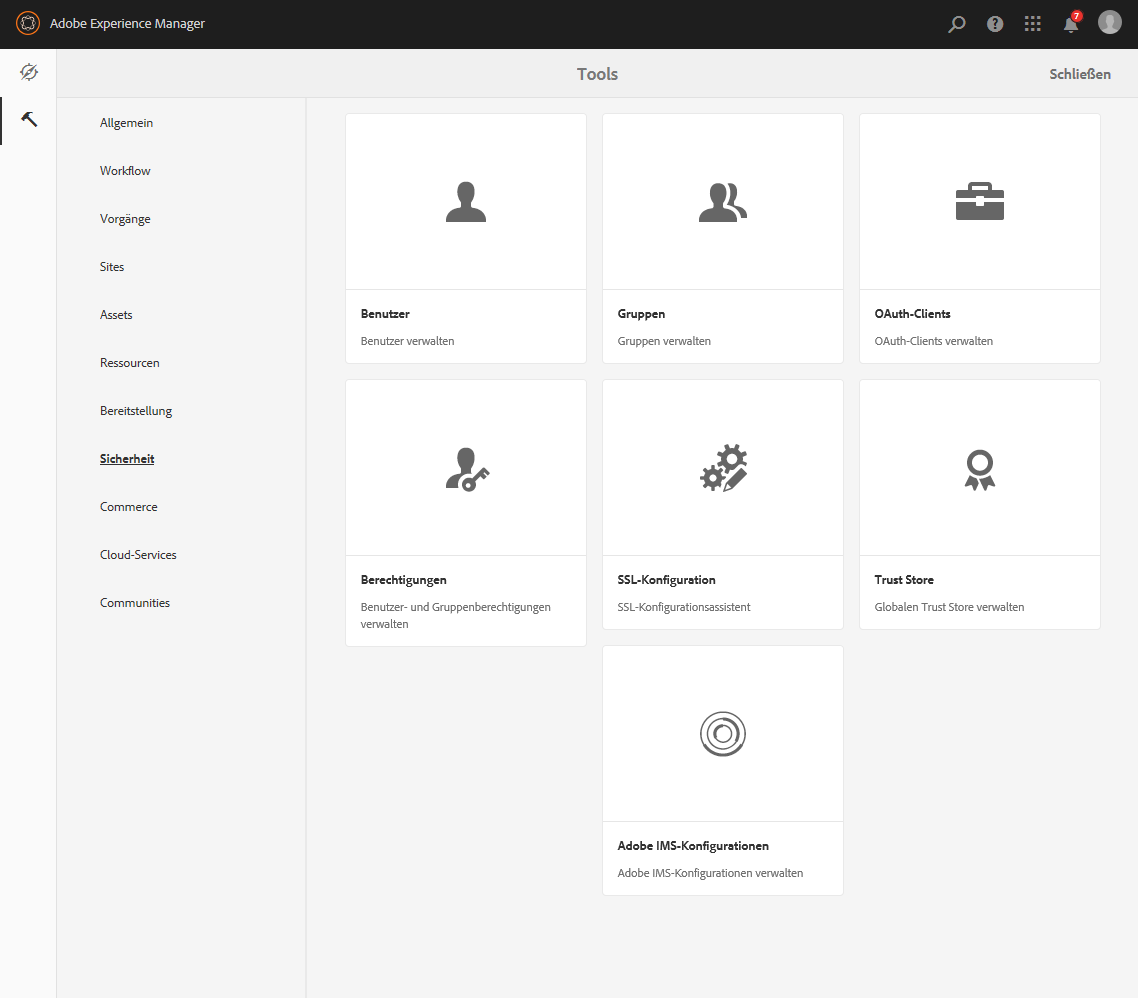 Adobe Experience Manager
7
Tools
Schließen
Allgemein
Workflow
Vorgänge
Sites
Assets
Ressourcen
Bereitstellung
Sicherheit
Commerce
Cloud-Services
Communities
Benutzer
Benutzer verwalten
Gruppen
Gruppen verwalten
OAuth-Clients
OAuth-Clients verwalten
Berechtigungen
Benutzer- und Gruppenberechtigungen
verwalten
SSL-Konfiguration
SSL-Konfigurationsassistent
Trust Store
Globalen Trust Store verwalten
Adobe IMS-Konfigurationen
Adobe IMS-Konfigurationen verwalten